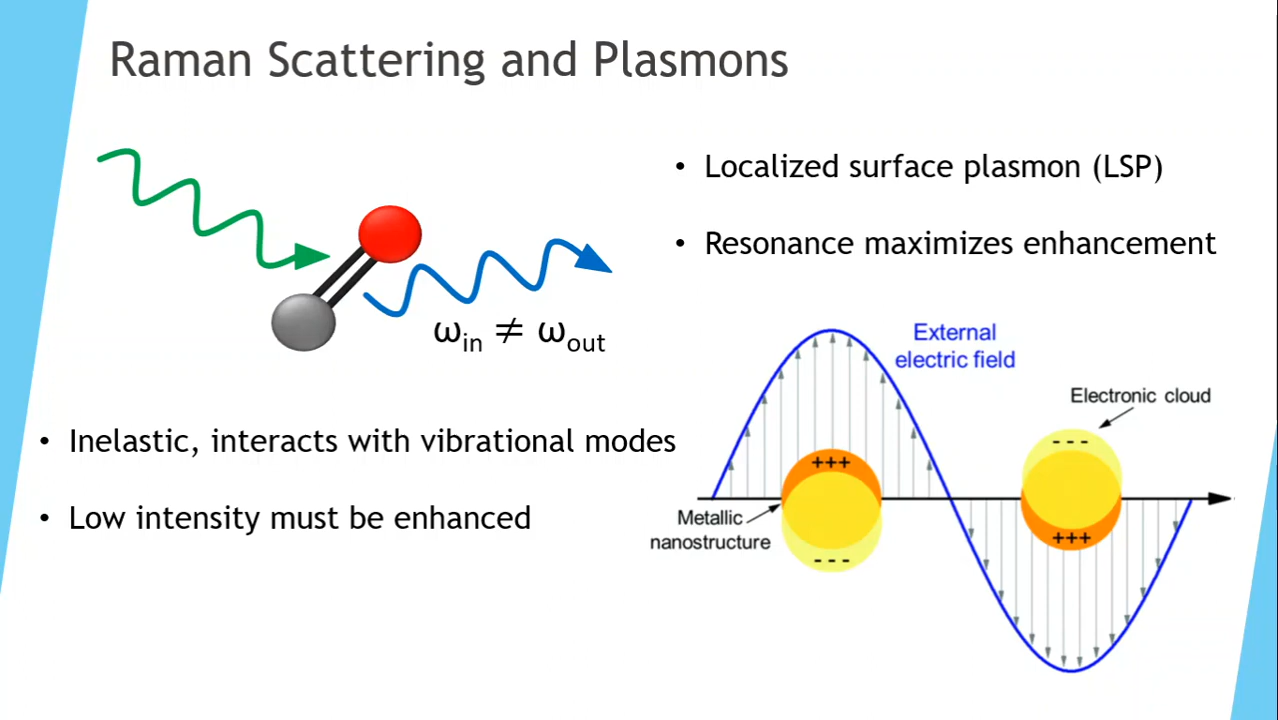 Raman Scattering and Plasmons
ω_in ≠ ω_out
• Inelastic, interacts with vibrational modes
• Low intensity must be enhanced
• Localized surface plasmon (LSP)
• Resonance maximizes enhancement
External
electric field
Electronic cloud
- - -
+++
+++
Metallic
nanostructure
- - -